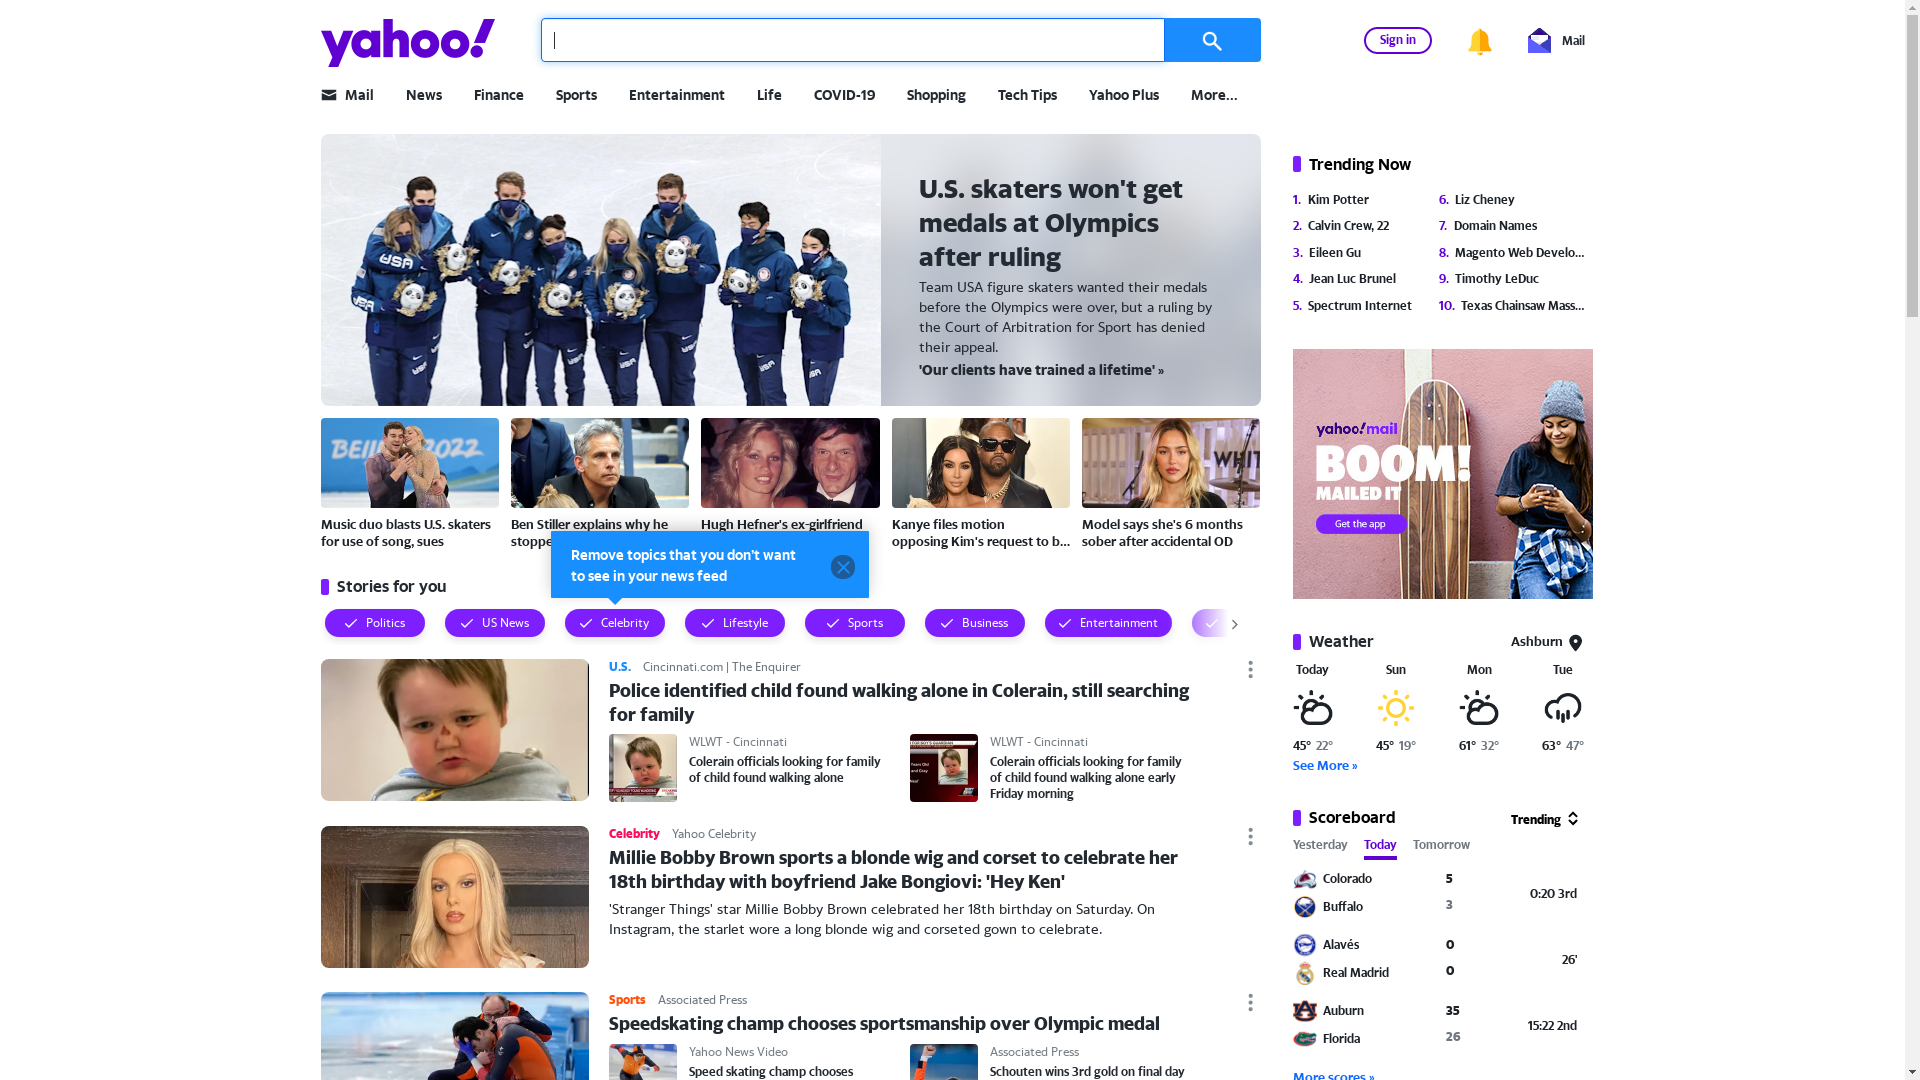 yahoo!
Sign in
Mail
Mail
News
Finance
Sports
Entertainment
Life
COVID-19
Shopping
Tech Tips
Yahoo Plus
More...
U.S. skaters won't get
medals at Olympics
after ruling
Team USA figure skaters wanted their medals
before the Olympics were over, but a ruling by
the Court of Arbitration for Sport has denied
their appeal.
'Our clients have trained a lifetime' »
Music duo blasts U.S. skaters
for use of song, sues
Ben Stiller explains why he
Hugh Hefner's ex-girlfriend
Kanye files motion
opposing Kim's request to b...
Model says she's 6 months
sober after accidental OD
Remove topics that you don't want
to see in your news feed
Stories for you
Politics
US News
Celebrity
Lifestyle
Sports
Business
Entertainment
U.S. Cincinnati.com | The Enquirer
Police identified child found walking alone in Colerain, still searching
for family
WLWT - Cincinnati
Colerain officials looking for family
of child found walking alone
WLWT - Cincinnati
Colerain officials looking for family
of child found walking alone early
Friday morning
Celebrity Yahoo Celebrity
Millie Bobby Brown sports a blonde wig and corset to celebrate her
18th birthday with boyfriend Jake Bongiovi: 'Hey Ken'
'Stranger Things' star Millie Bobby Brown celebrated her 18th birthday on Saturday. On
Instagram, the starlet wore a long blonde wig and corseted gown to celebrate.
Sports Associated Press
Speedskating champ chooses sportsmanship over Olympic medal
Yahoo News Video
Speed skating champ chooses
Associated Press
Schouten wins 3rd gold on final day
Trending Now
1. Kim Potter
2. Calvin Crew, 22
3. Eileen Gu
4. Jean Luc Brunel
5. Spectrum Internet
6. Liz Cheney
7. Domain Names
8. Magento Web Develo...
9. Timothy LeDuc
10. Texas Chainsaw Mass...
yahoo!mail
BOOM!
MAILED IT
Get the app
Weather
Ashburn
Today Sun Mon Tue
45° 22° 45° 19° 61° 32° 63° 47°
See More »
Scoreboard
Trending
Yesterday Today Tomorrow
Colorado 5
Buffalo 3
0:20 3rd
Alavés 0
Real Madrid 0
26'
Auburn 35
Florida 26
15:22 2nd
More scores »